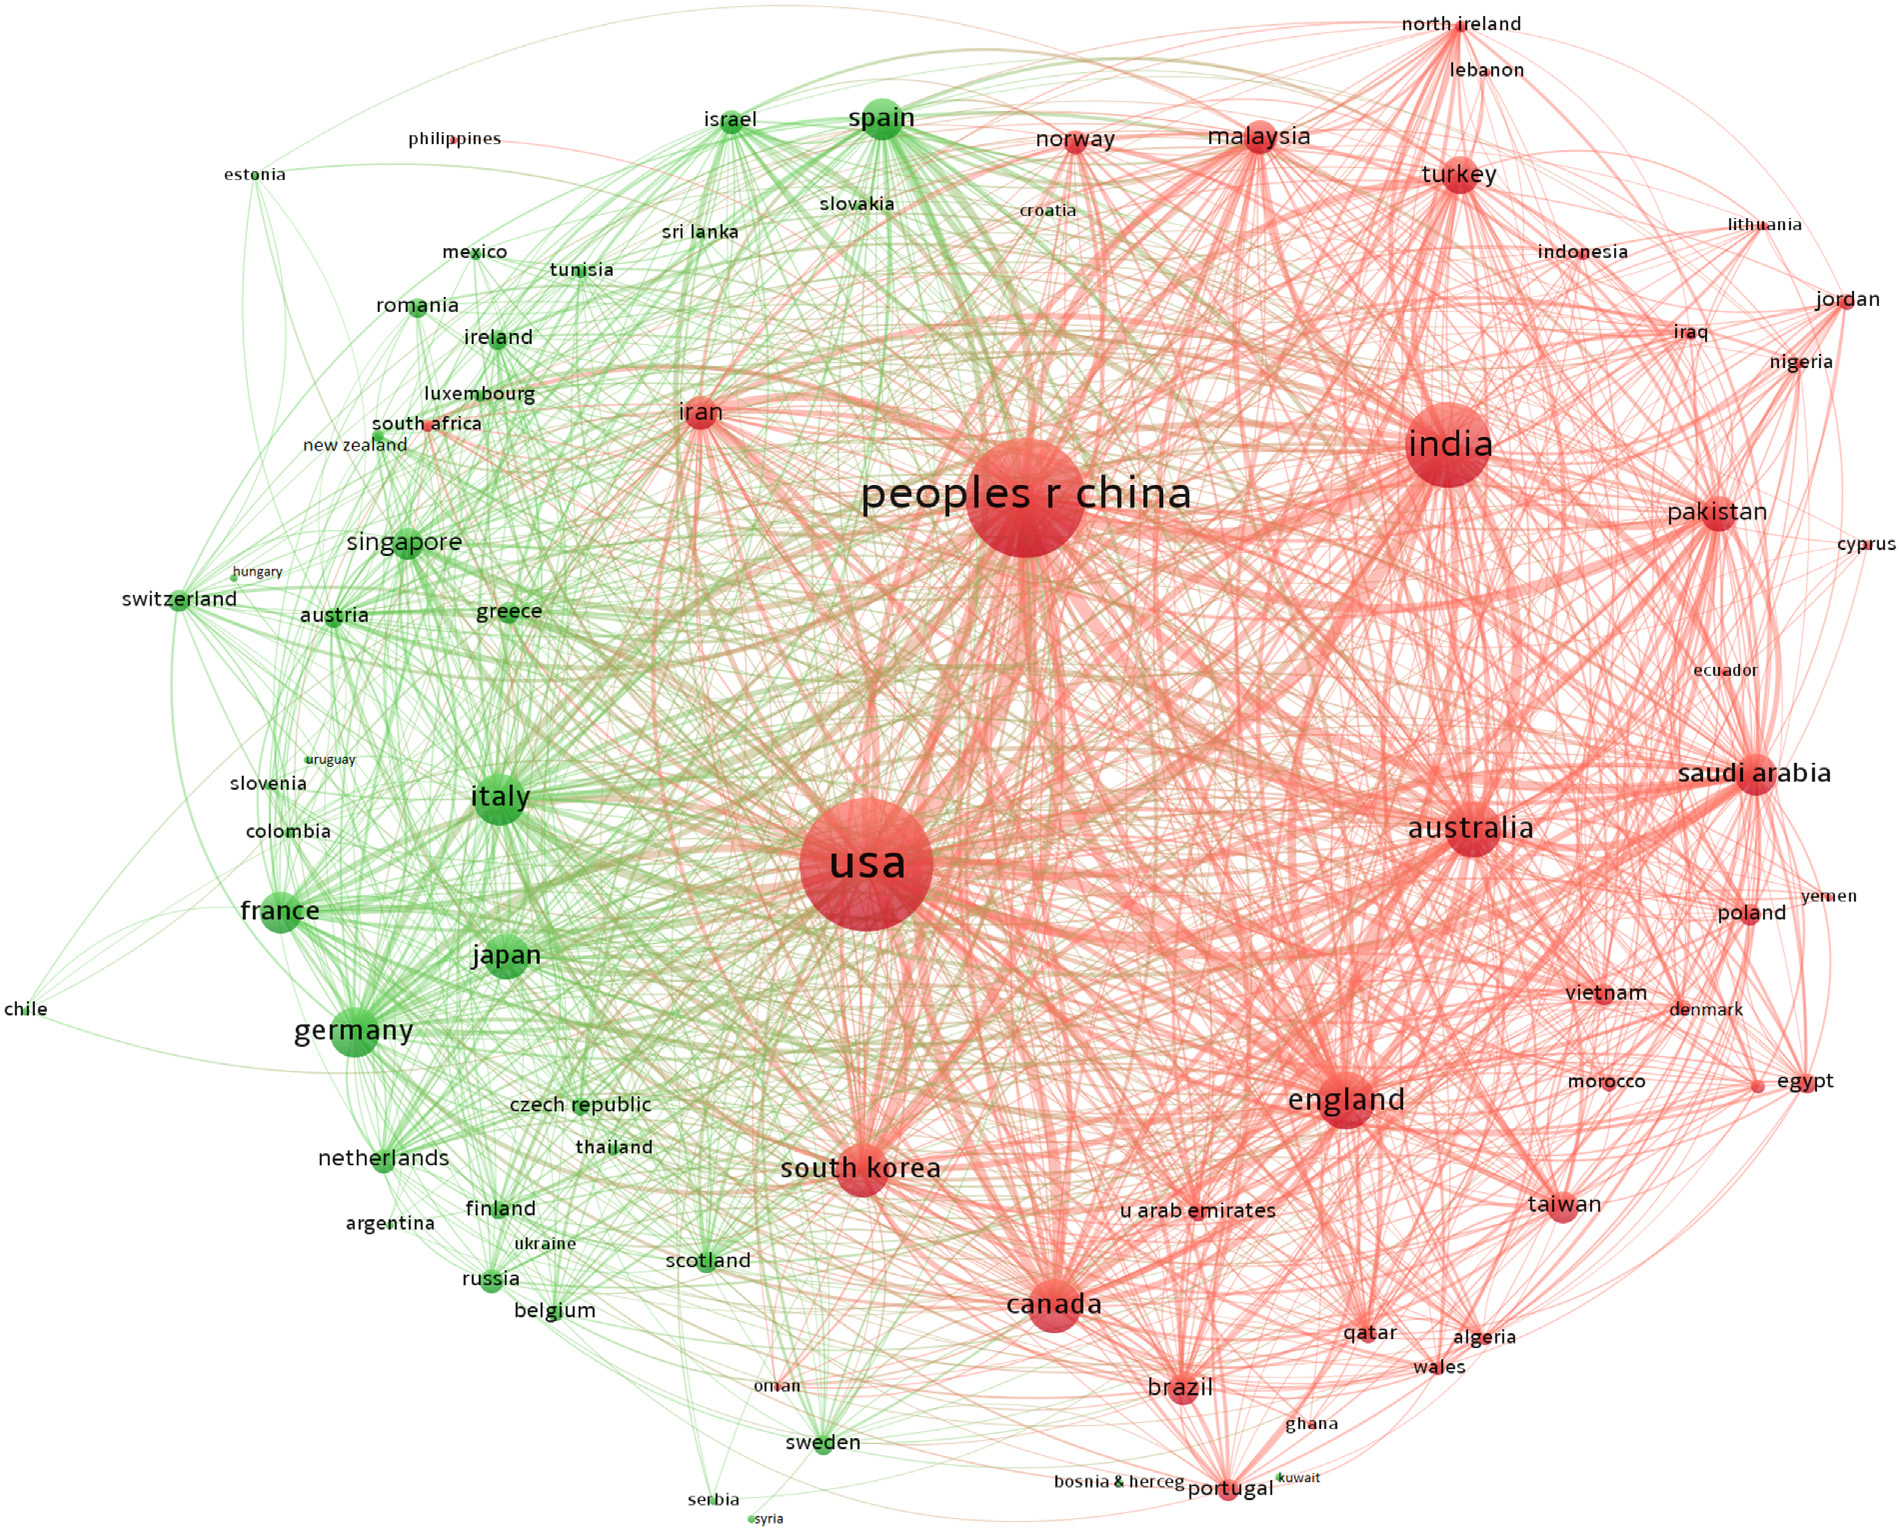 north ireland
lebanon
israel
spain
philippines
norway
malaysia
estonia
turkey
slovakia
croatia
sri lanka
lithuania
mexico
tunisia
indonesia
romania
jordan
ireland
iraq
nigeria
luxembourg
south africa
iran
new zealand
india
peoples r china
pakistan
singapore
cyprus
hungary
switzerland
austria
greece
ecuador
uruguay
slovenia
saudi arabia
italy
colombia
australia
usa
yemen
france
poland
japan
vietnam
chile
denmark
germany
czech republic
england
morocco
egypt
thailand
netherlands
south korea
finland
argentina
u arab emirates
taiwan
ukraine
scotland
russia
belgium
canada
qatar
algeria
wales
oman
brazil
ghana
sweden
bosnia & herceg
portugal
kuwait
serbia
syria